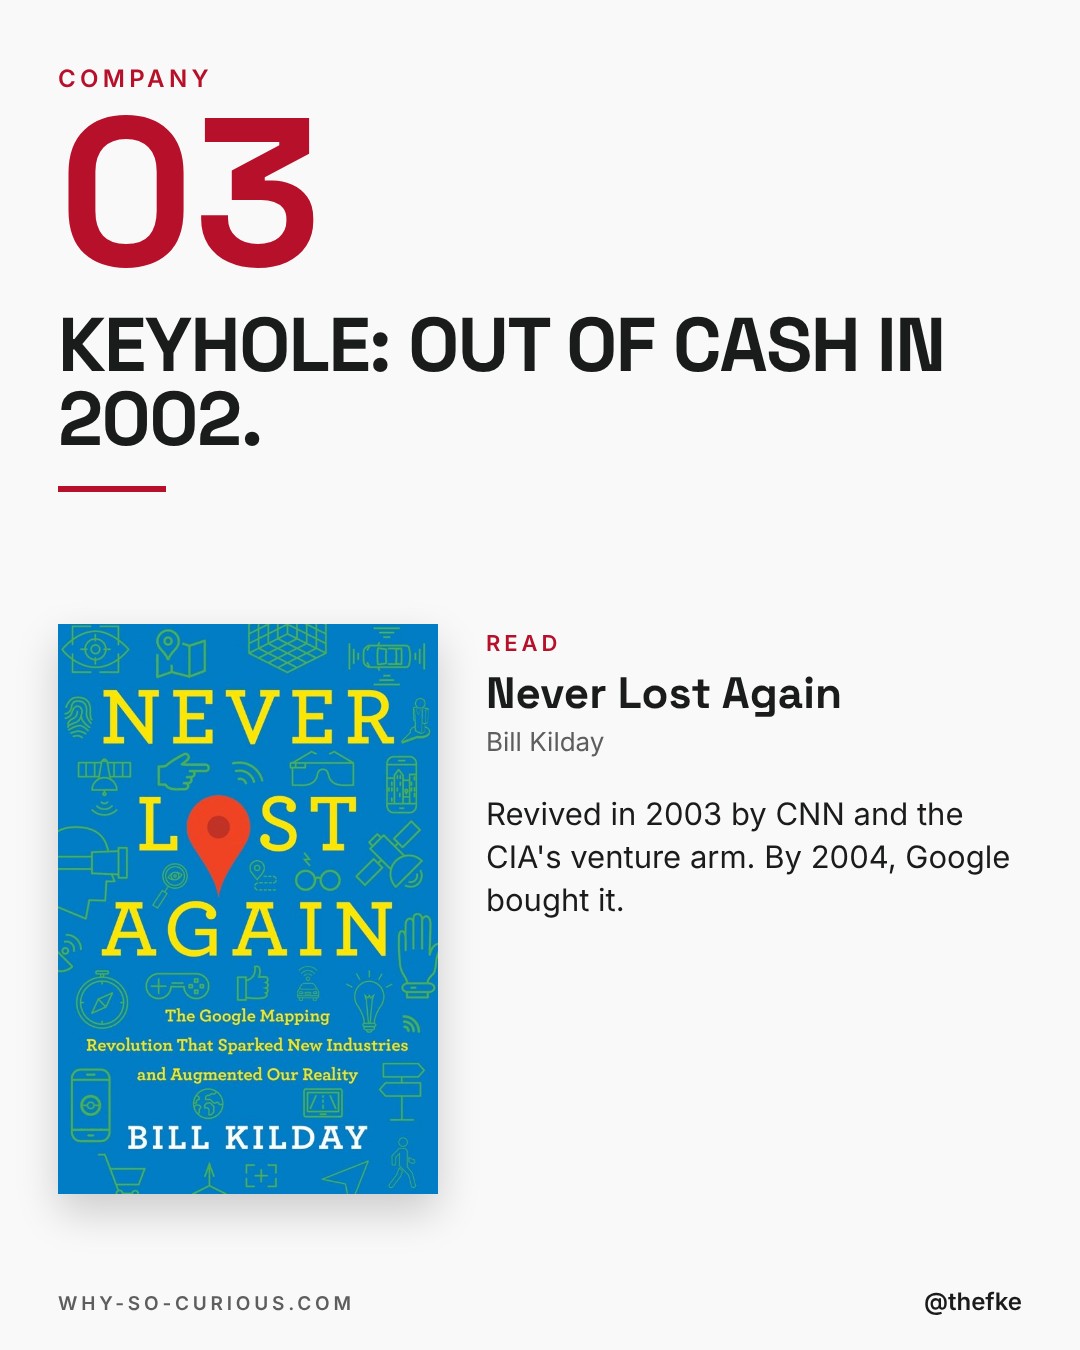 COMPANY
03
KEYHOLE: OUT OF CASH IN
2002.
NEVER
LOST
AGAIN
The Google Mapping
Revolution That Sparked New Industries
and Augmented Our Reality
BILL KILDAY
READ
Never Lost Again
Bill Kilday
Revived in 2003 by CNN and the
CIA's venture arm. By 2004, Google
bought it.
WHY-SO-CURIOUS.COM
@thefke